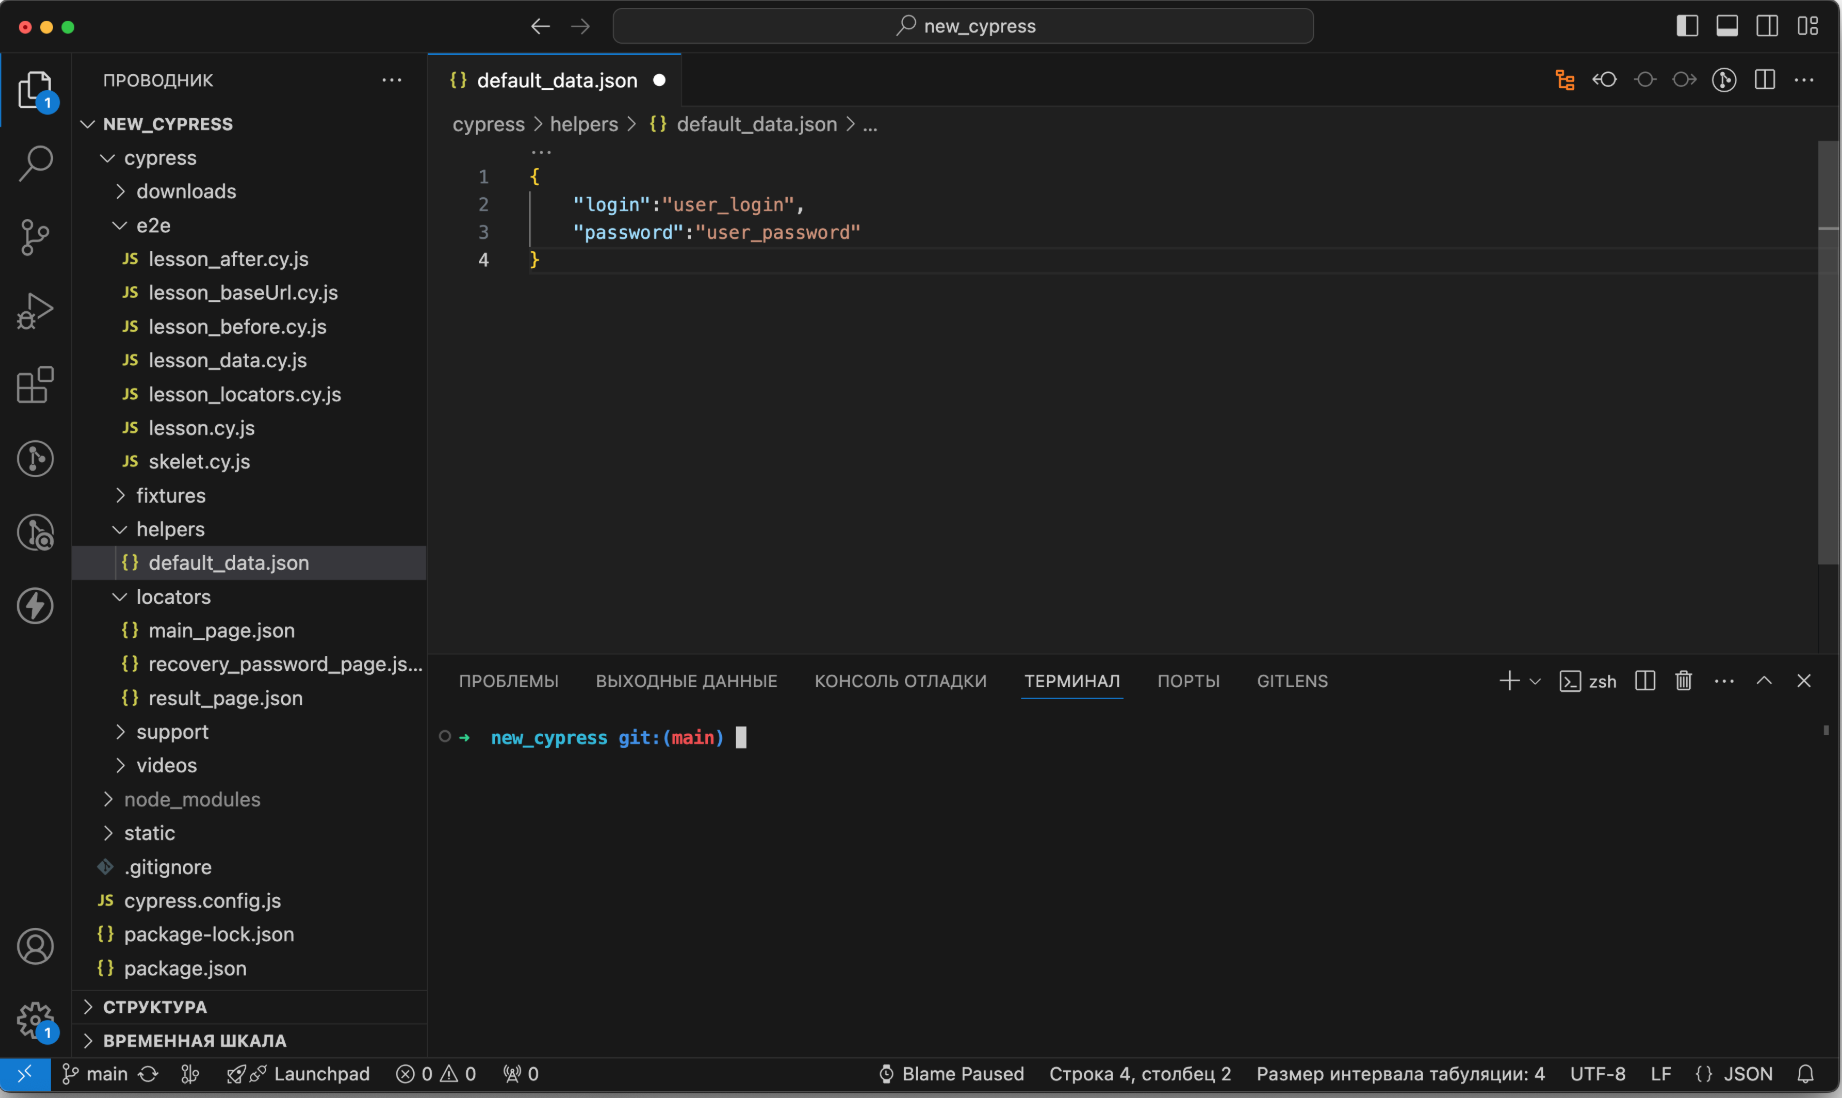 new_cypress
ПРОВОДНИК
default_data.json
1
NEW_CYPRESS
cypress > helpers > {} default_data.json > ...
cypress
downloads
e2e
JS lesson_after.cy.js
JS lesson_baseUrl.cy.js
JS lesson_before.cy.js
JS lesson_data.cy.js
JS lesson_locators.cy.js
JS lesson.cy.js
JS skelet.cy.js
fixtures
helpers
{} default_data.json
locators
{} main_page.json
{} recovery_password_page.js...
{} result_page.json
support
videos
node_modules
static
.gitignore
JS cypress.config.js
{} package-lock.json
{} package.json
СТРУКТУРА
1
ВРЕМЕННАЯ ШКАЛА
...
1 {
2 "login":"user_login",
3 "password":"user_password"
4 }
ПРОБЛЕМЫ ВЫХОДНЫЕ ДАННЫЕ КОНСОЛЬ ОТЛАДКИ ТЕРМИНАЛ ПОРТЫ GITLENS zsh
➜ new_cypress git:(main)
main Launchpad 0 0 0 Blame Paused Строка 4, столбец 2 Размер интервала табуляции: 4 UTF-8 LF {} JSON